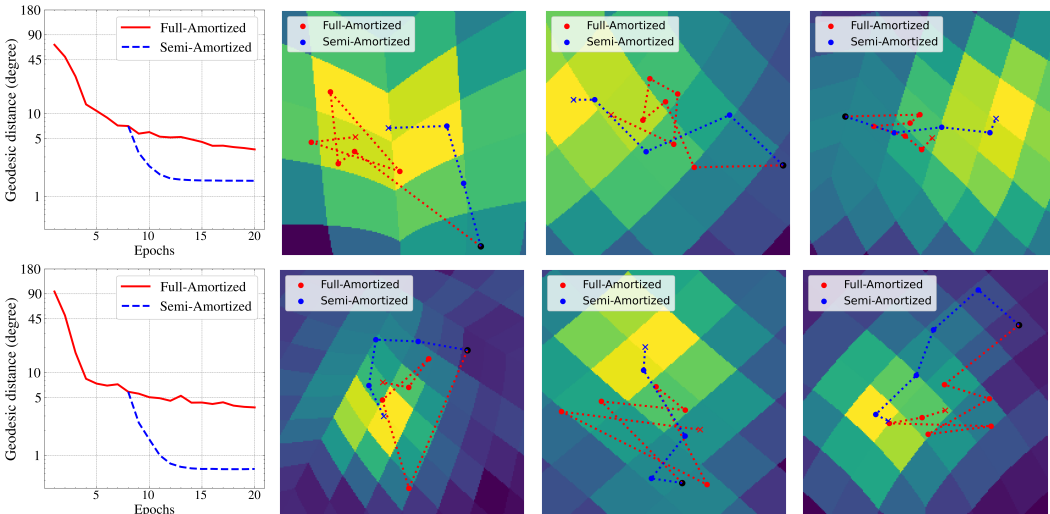 180
90
45
10
5
1
Geodesic distance (degree)
5
10
15
20
Epochs
Full-Amortized
Semi-Amortized
Full-Amortized
Semi-Amortized
Full-Amortized
Semi-Amortized
Full-Amortized
Semi-Amortized
180
90
45
10
5
1
Geodesic distance (degree)
5
10
15
20
Epochs
Full-Amortized
Semi-Amortized
Full-Amortized
Semi-Amortized
Full-Amortized
Semi-Amortized
Full-Amortized
Semi-Amortized